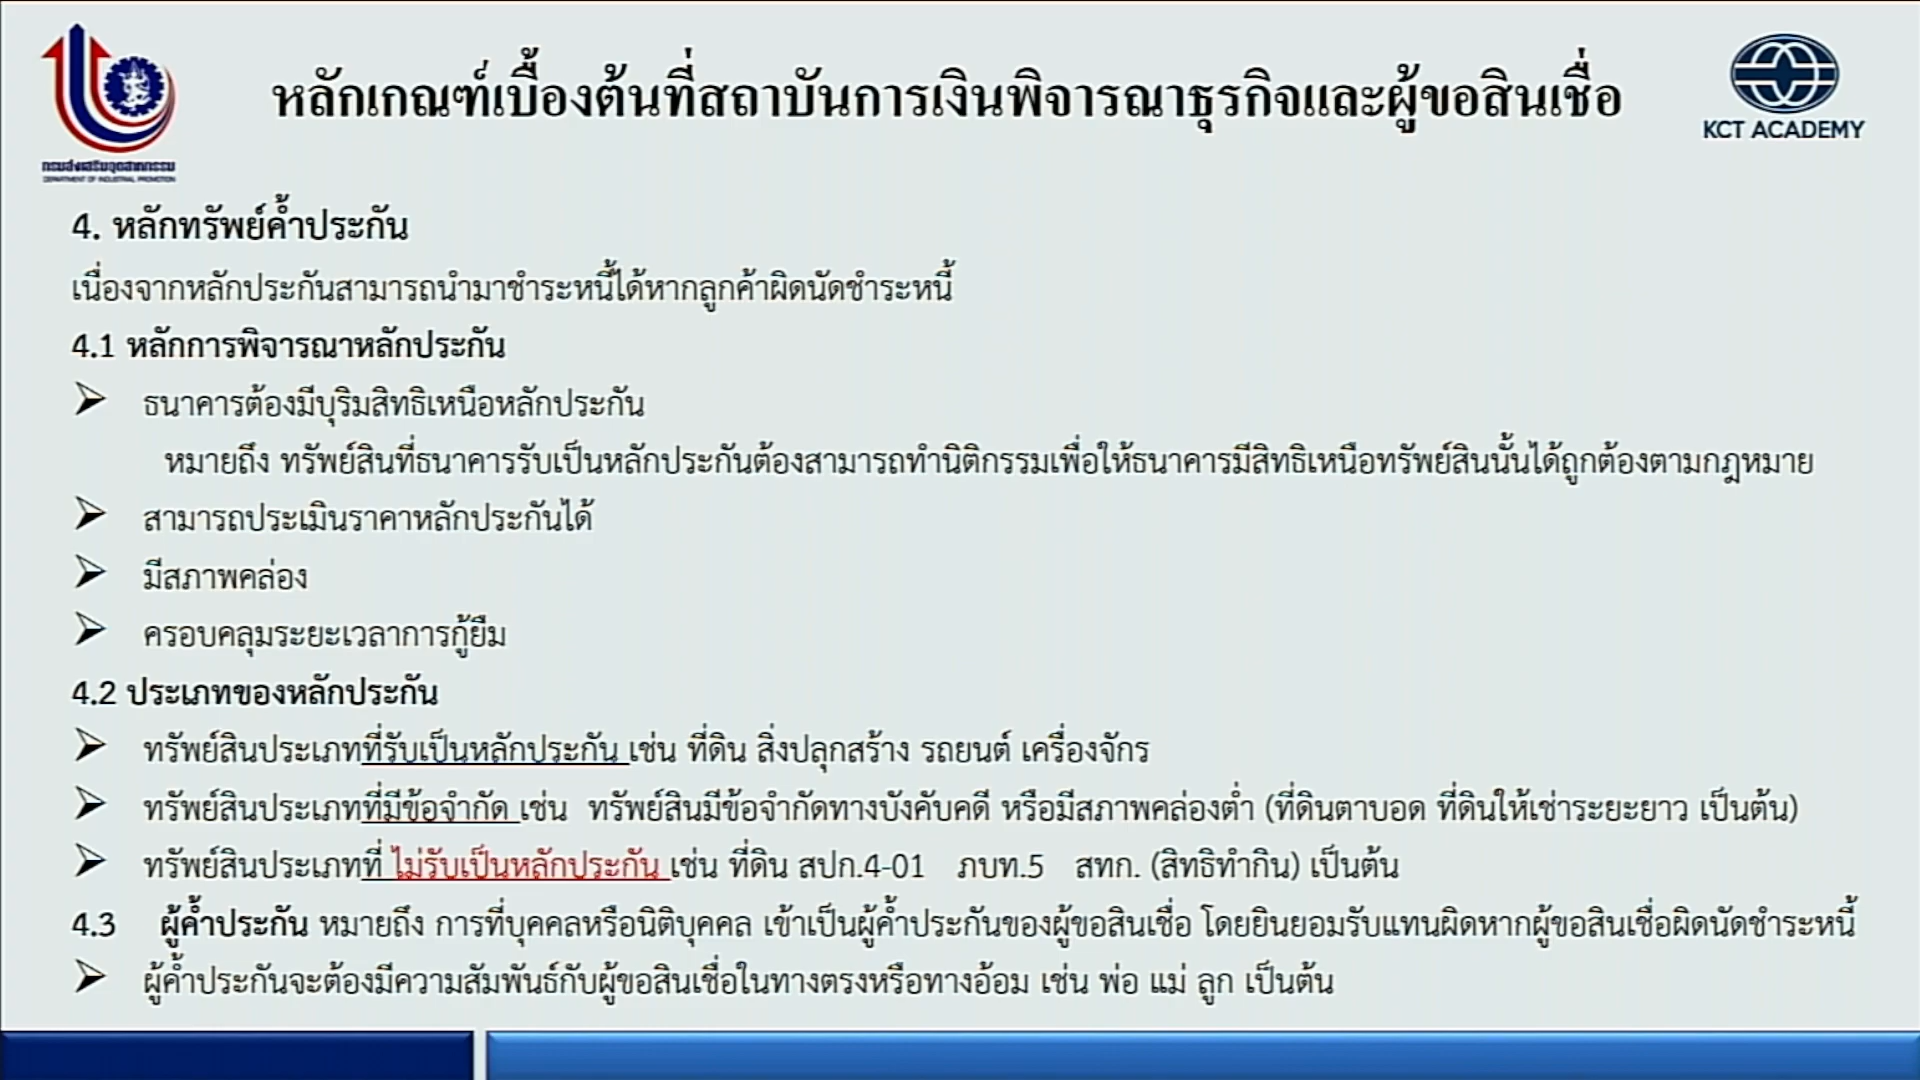 กรมส่งเสริมอุตสาหกรรม
DEPARTMENT OF INDUSTRIAL PROMOTION
หลักเกณฑ์เบื้องต้นที่สถาบันการเงินพิจารณาธุรกิจและผู้ขอสินเชื่อ
KCT ACADEMY
4. หลักทรัพย์ค้ำประกัน
เนื่องจากหลักประกันสามารถนำมาชำระหนี้ได้หากลูกค้าผิดนัดชำระหนี้
4.1 หลักการพิจารณาหลักประกัน
➢ ธนาคารต้องมีบุริมสิทธิเหนือหลักประกัน
หมายถึง ทรัพย์สินที่ธนาคารรับเป็นหลักประกันต้องสามารถทำนิติกรรมเพื่อให้ธนาคารมีสิทธิเหนือทรัพย์สินนั้นได้ถูกต้องตามกฎหมาย
➢ สามารถประเมินราคาหลักประกันได้
➢ มีสภาพคล่อง
➢ ครอบคลุมระยะเวลาการกู้ยืม
4.2 ประเภทของหลักประกัน
➢ ทรัพย์สินประเภทที่รับเป็นหลักประกัน เช่น ที่ดิน สิ่งปลุกสร้าง รถยนต์ เครื่องจักร
➢ ทรัพย์สินประเภทที่มีข้อจำกัด เช่น ทรัพย์สินมีข้อจำกัดทางบังคับคดี หรือมีสภาพคล่องต่ำ (ที่ดินตาบอด ที่ดินให้เช่าระยะยาว เป็นต้น)
➢ ทรัพย์สินประเภทที่ ไม่รับเป็นหลักประกัน เช่น ที่ดิน สปก.4-01 ภบท.5 สทก. (สิทธิทำกิน) เป็นต้น
4.3 ผู้ค้ำประกัน หมายถึง การที่บุคคลหรือนิติบุคคล เข้าเป็นผู้ค้ำประกันของผู้ขอสินเชื่อ โดยยินยอมรับแทนผิดหากผู้ขอสินเชื่อผิดนัดชำระหนี้
➢ ผู้ค้ำประกันจะต้องมีความสัมพันธ์กับผู้ขอสินเชื่อในทางตรงหรือทางอ้อม เช่น พ่อ แม่ ลูก เป็นต้น